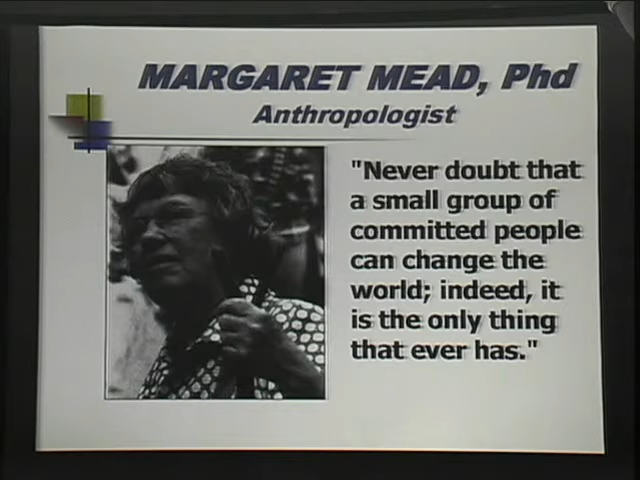 MARGARET MEAD, Phd
Anthropologist
"Never doubt that
a small group of
committed people
can change the
world; indeed, it
is the only thing
that ever has."